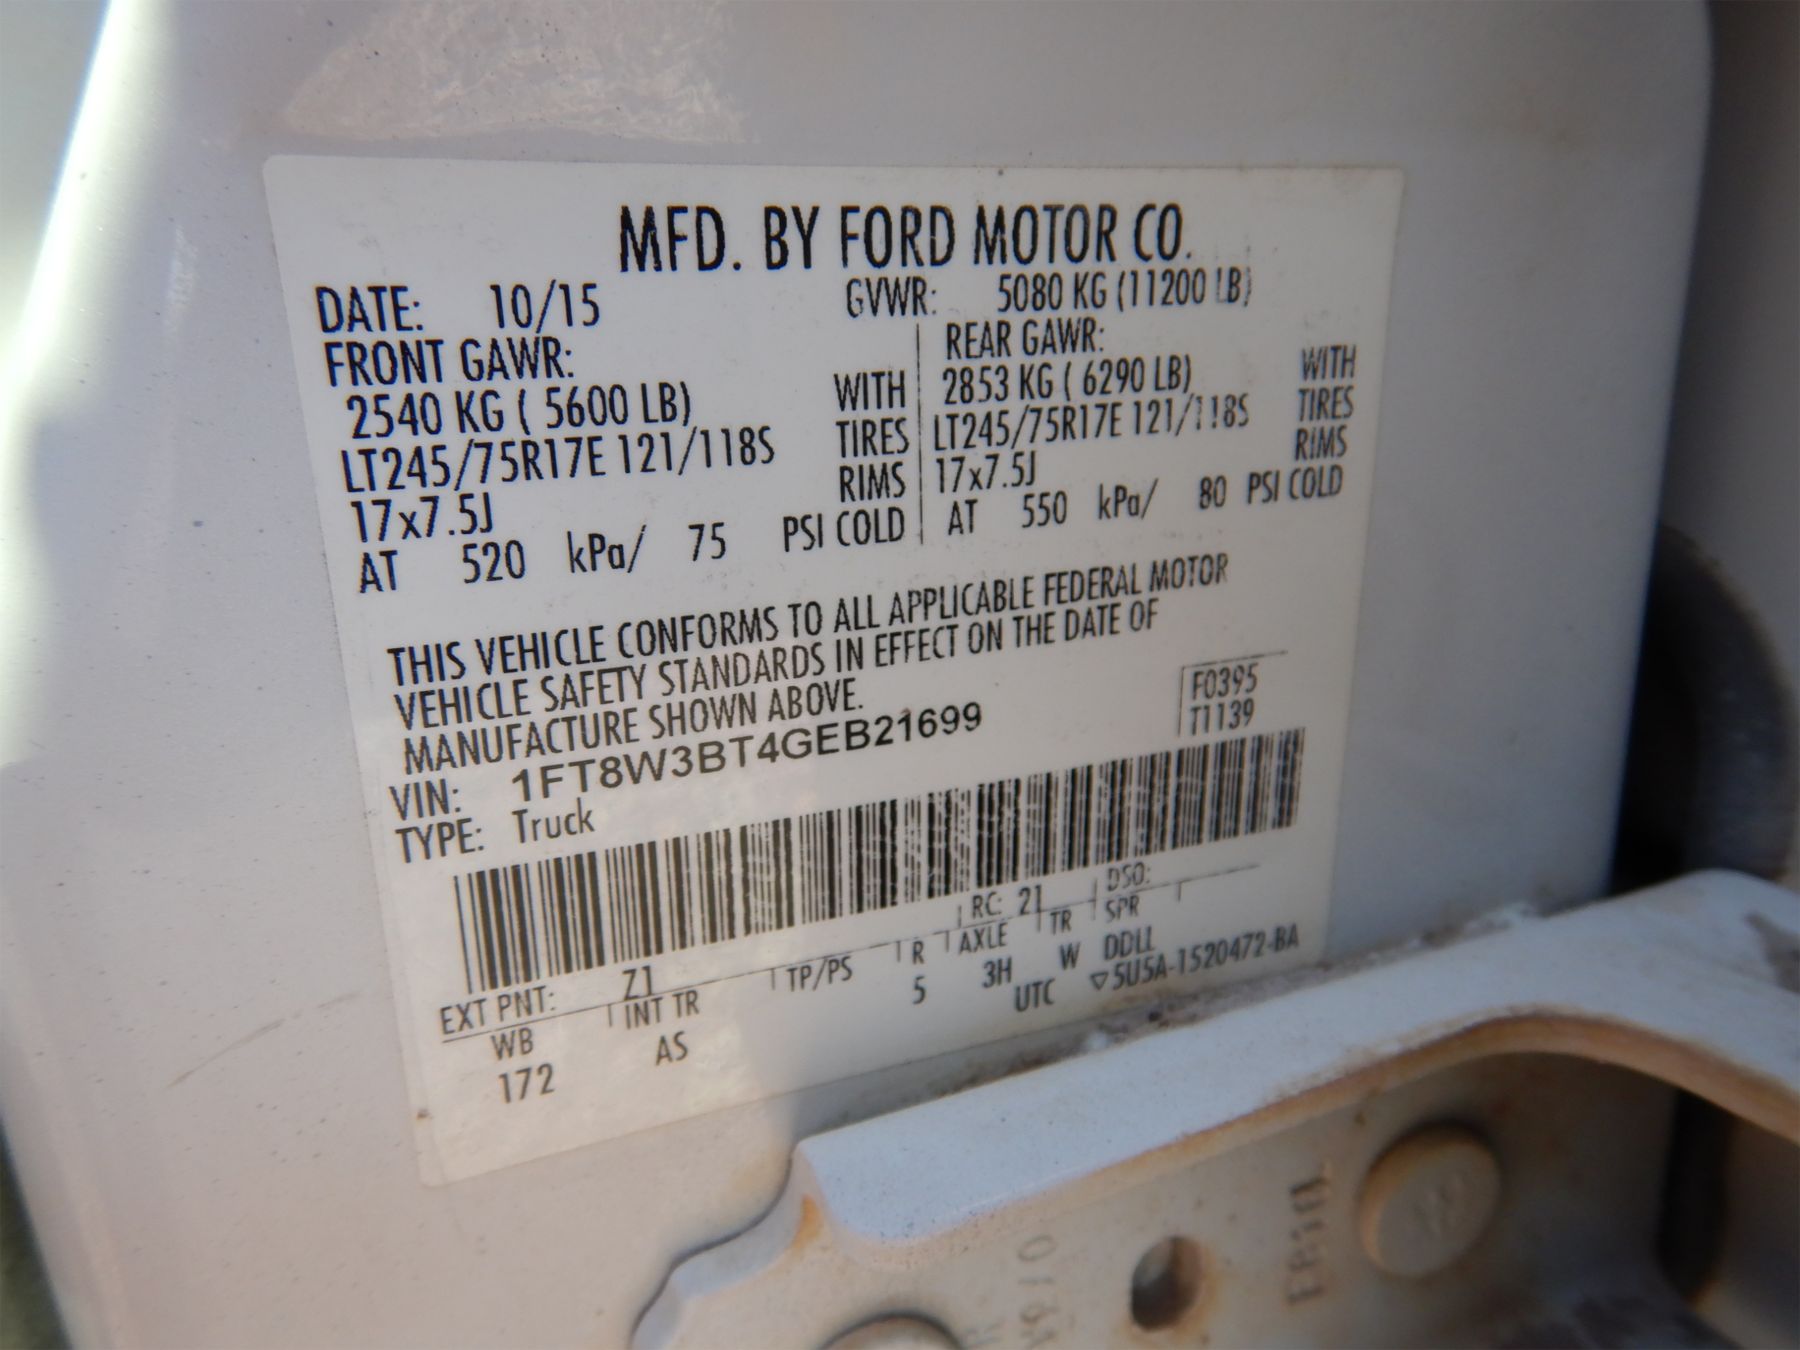 MFD. BY FORD MOTOR CO.
DATE: 10/15 GVWR: 5080 KG (11200 LB)
FRONT GAWR: REAR GAWR:
2540 KG ( 5600 LB) WITH 2853 KG ( 6290 LB) WITH
LT245/75R17E 121/118S TIRES LT245/75R17E 121/118S TIRES
17x7.5J RIMS 17x7.5J RIMS
AT 520 kPa/ 75 PSI COLD AT 550 kPa/ 80 PSI COLD
THIS VEHICLE CONFORMS TO ALL APPLICABLE FEDERAL MOTOR
VEHICLE SAFETY STANDARDS IN EFFECT ON THE DATE OF
MANUFACTURE SHOWN ABOVE.
F0395
T1139
VIN: 1FT8W3BT4GEB21699
TYPE: Truck
EXT PNT: Z1 RC: 21 DSO:
WB INT TR TP/PS R AXLE TR SPR
172 AS 5 3H W DDLL
UTC ▽5U5A-1520472-BA